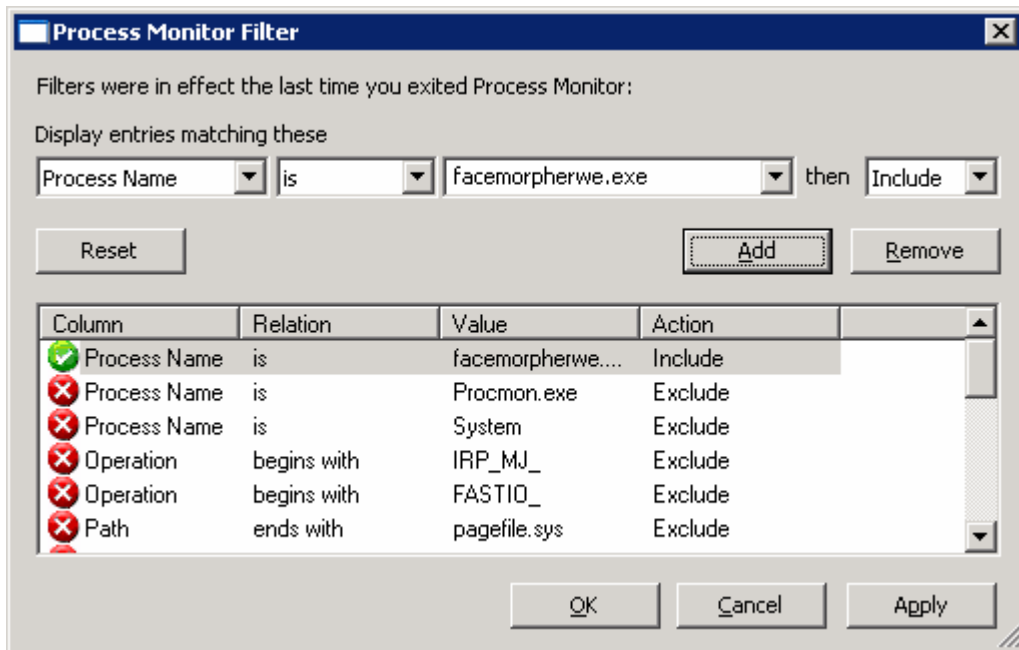 Process Monitor Filter
Filters were in effect the last time you exited Process Monitor:
Display entries matching these
Process Name is facemorpherwe.exe then Include
Reset Add Remove
Column Relation Value Action
Process Name is facemorpherwe.... Include
Process Name is Procmon.exe Exclude
Process Name is System Exclude
Operation begins with IRP_MJ_ Exclude
Operation begins with FASTIO_ Exclude
Path ends with pagefile.sys Exclude
OK Cancel Apply